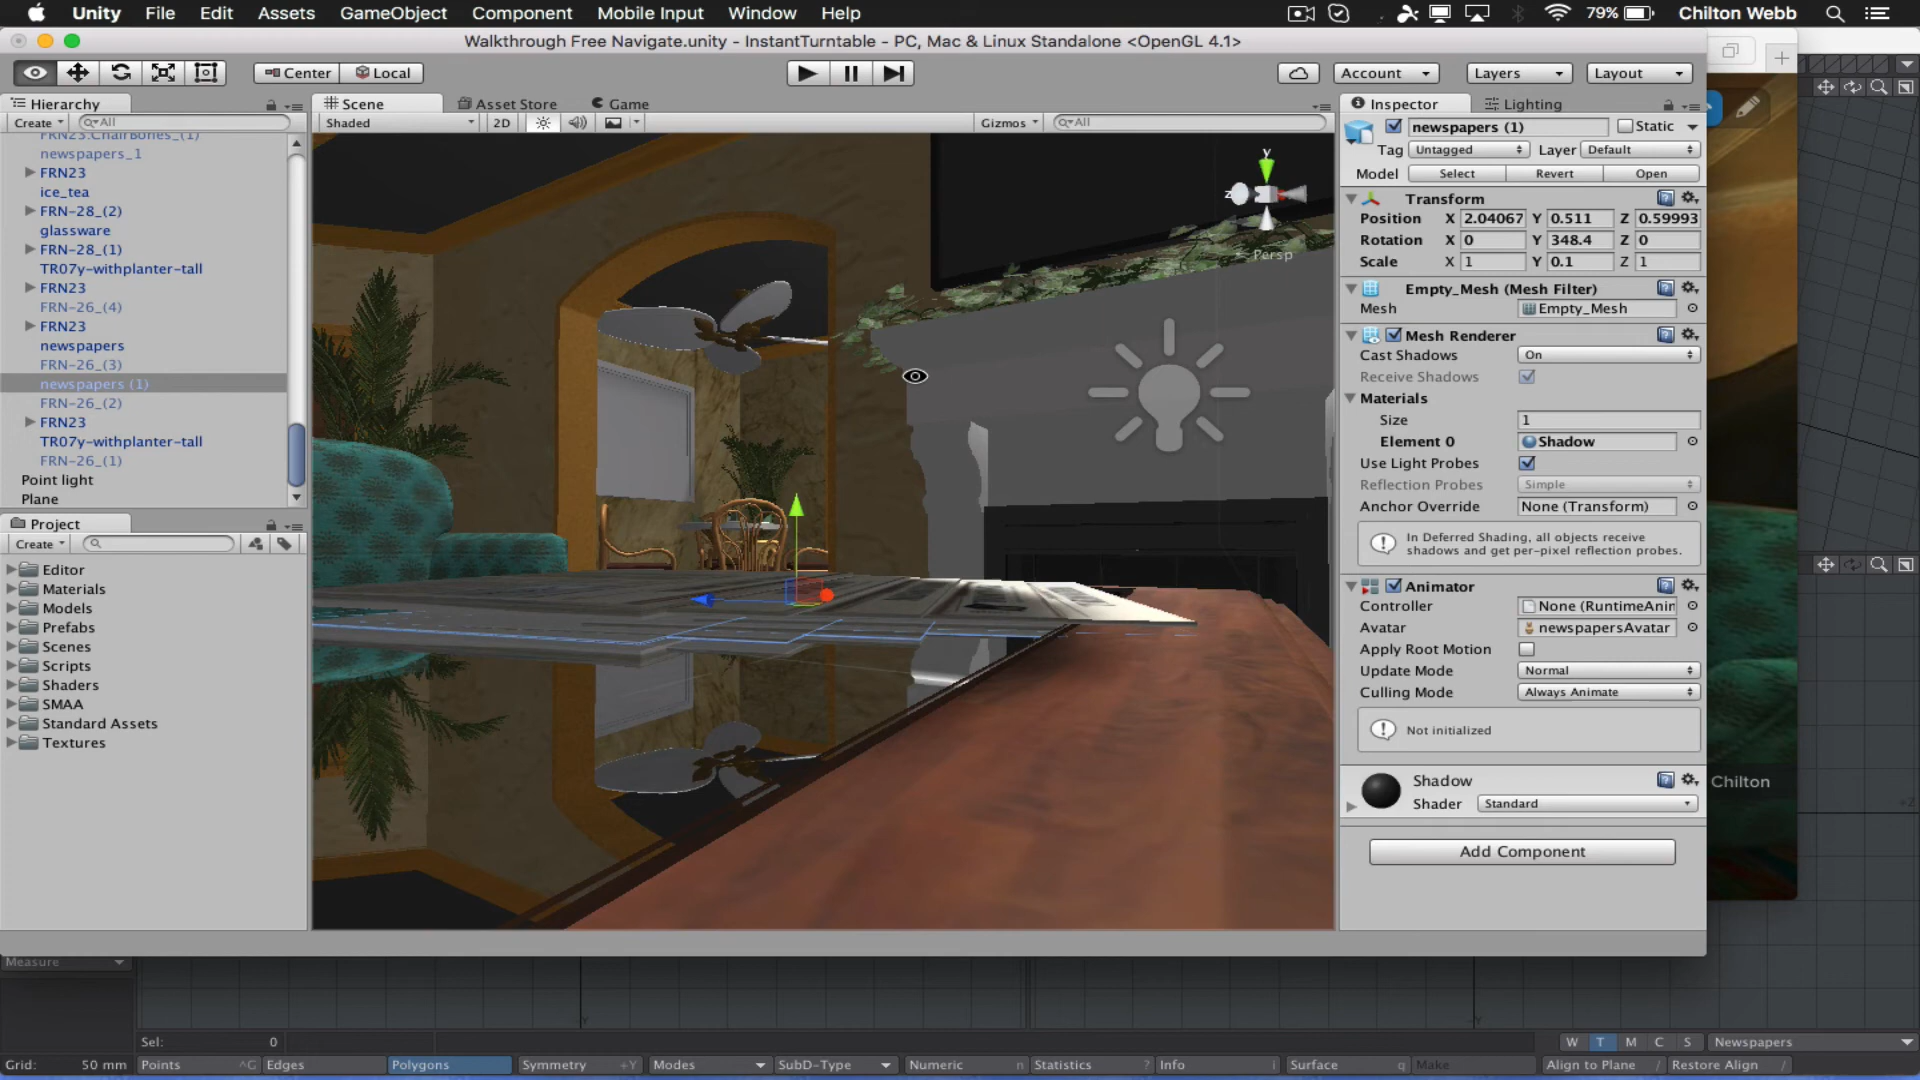 Unity File Edit Assets GameObject Component Mobile Input Window Help 79% Chilton Webb
Walkthrough Free Navigate.unity - InstantTurntable - PC, Mac & Linux Standalone <OpenGL 4.1>
Center Local Account Layers Layout
Hierarchy
Create All
FRN23.ChairBones_(1)
newspapers_1
FRN23
ice_tea
FRN-28_(2)
glassware
FRN-28_(1)
TR07y-withplanter-tall
FRN23
FRN-26_(4)
FRN23
newspapers
FRN-26_(3)
newspapers (1)
FRN-26_(2)
FRN23
TR07y-withplanter-tall
FRN-26_(1)
Point light
Plane
Project
Create
Editor
Materials
Models
Prefabs
Scenes
Scripts
Shaders
SMAA
Standard Assets
Textures
Scene Asset Store Game
Shaded 2D Gizmos All
y
z
Persp
Inspector Lighting
newspapers (1) Static
Tag Untagged Layer Default
Model Select Revert Open
Transform
Position X 2.04067 Y 0.511 Z 0.59993
Rotation X 0 Y 348.4 Z 0
Scale X 1 Y 0.1 Z 1
Empty_Mesh (Mesh Filter)
Mesh Empty_Mesh
Mesh Renderer
Cast Shadows On
Receive Shadows
Materials
Size 1
Element 0 Shadow
Use Light Probes
Reflection Probes Simple
Anchor Override None (Transform)
In Deferred Shading, all objects receive
shadows and get per-pixel reflection probes.
Animator
Controller None (RuntimeAnin
Avatar newspapersAvatar
Apply Root Motion
Update Mode Normal
Culling Mode Always Animate
Not initialized
Shadow
Shader Standard
Add Component
Chilton
Measure
Sel: 0 W T M C S Newspapers
Grid: 50 mm Points ^G Edges Polygons Symmetry +Y Modes SubD-Type Numeric n Statistics ? Info i Surface q Make Align to Plane / Restore Align /